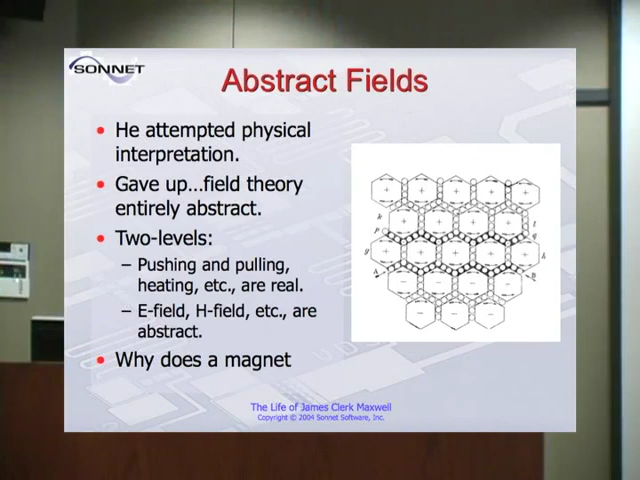 SONNET
Abstract Fields
• He attempted physical
interpretation.
• Gave up...field theory
entirely abstract.
• Two-levels:
– Pushing and pulling,
heating, etc., are real.
– E-field, H-field, etc., are
abstract.
• Why does a magnet
The Life of James Clerk Maxwell
Copyright © 2004 Sonnet Software, Inc.